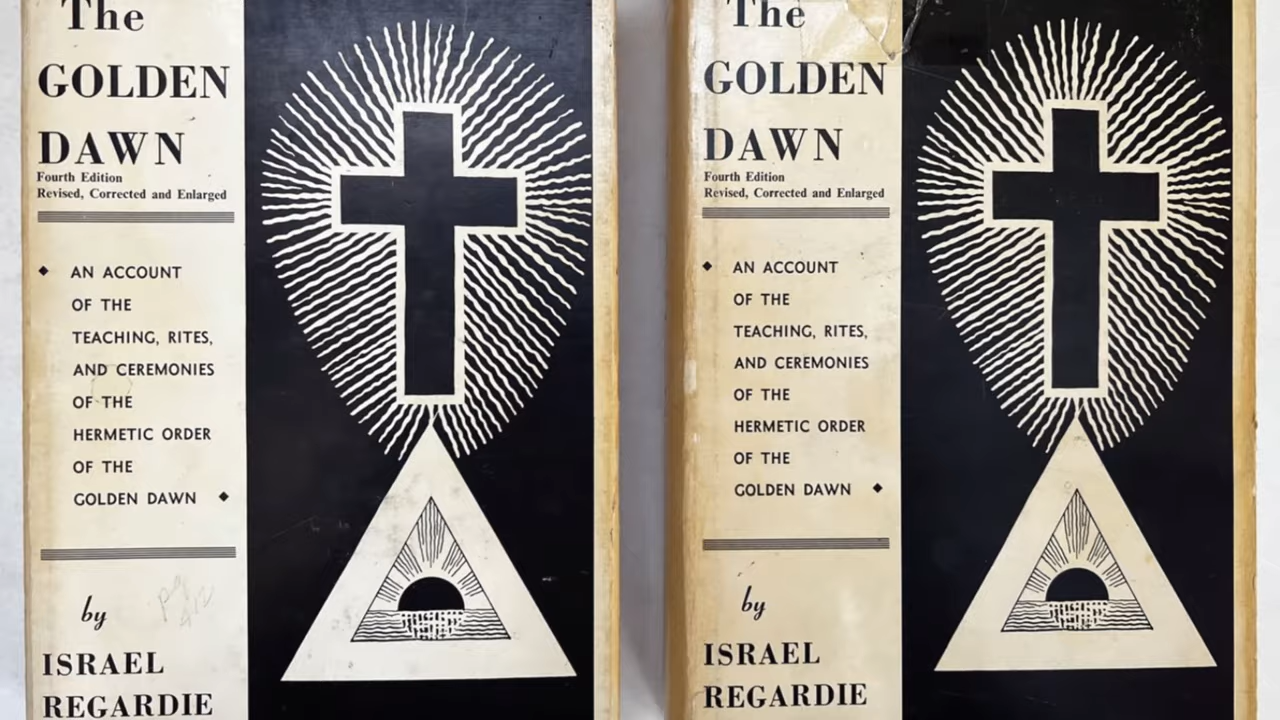 The
GOLDEN
DAWN
Fourth Edition
Revised, Corrected and Enlarged
AN ACCOUNT
OF THE
TEACHING, RITES,
AND CEREMONIES
OF THE
HERMETIC ORDER
OF THE
GOLDEN DAWN
by
ISRAEL
REGARDIE
The
GOLDEN
DAWN
Fourth Edition
Revised, Corrected and Enlarged
AN ACCOUNT
OF THE
TEACHING, RITES,
AND CEREMONIES
OF THE
HERMETIC ORDER
OF THE
GOLDEN DAWN
by
ISRAEL
REGARDIE